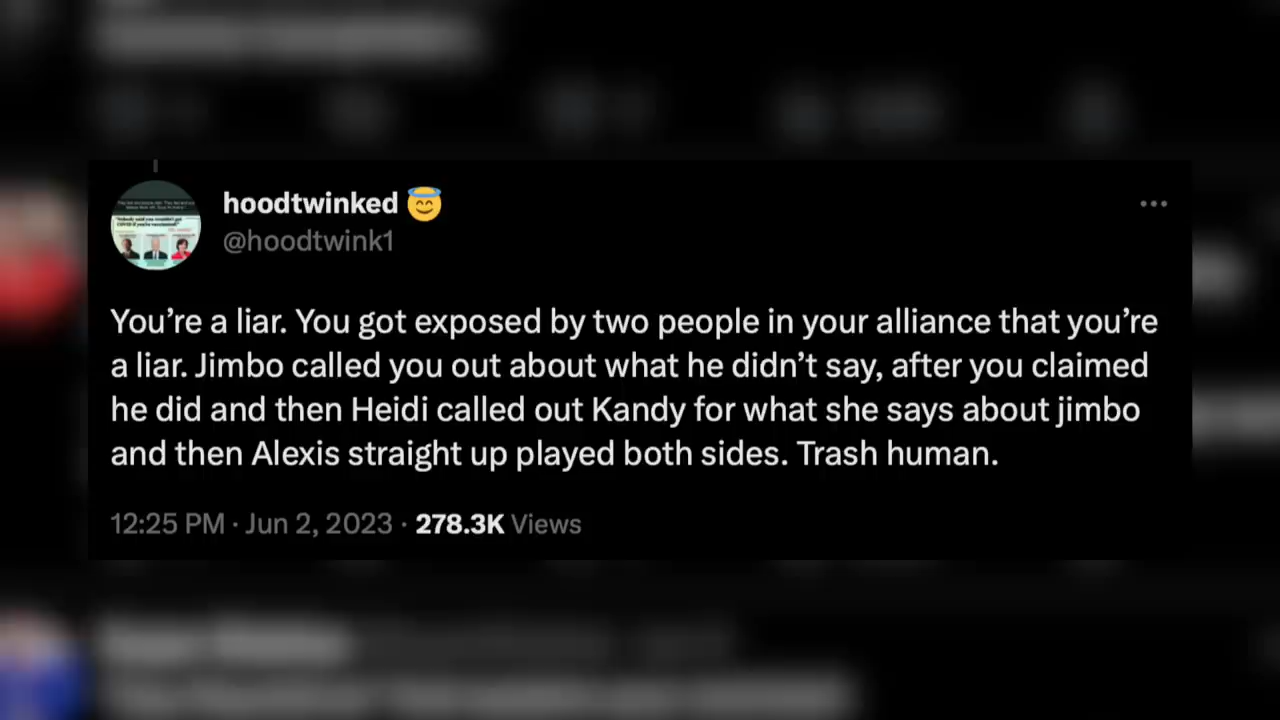 hoodtwinked 😇
@hoodtwink1
You’re a liar. You got exposed by two people in your alliance that you’re
a liar. Jimbo called you out about what he didn’t say, after you claimed
he did and then Heidi called out Kandy for what she says about jimbo
and then Alexis straight up played both sides. Trash human.
12:25 PM · Jun 2, 2023 · 278.3K Views